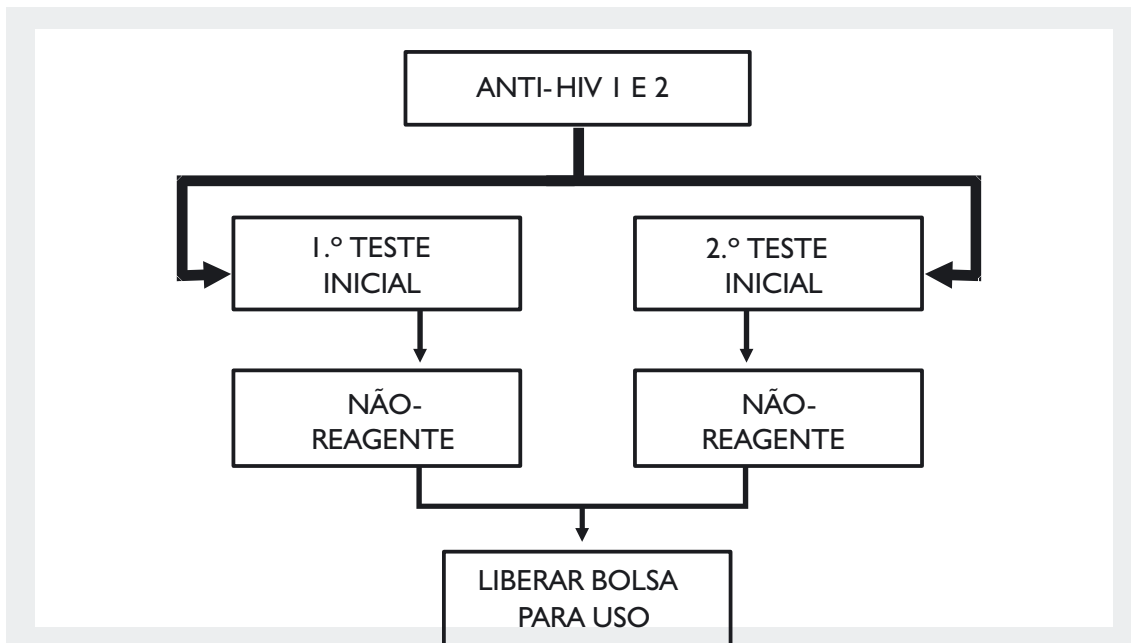 ANTI-HIV 1 E 2
1.º TESTE
INICIAL
2.º TESTE
INICIAL
NÃO-
REAGENTE
NÃO-
REAGENTE
LIBERAR BOLSA
PARA USO